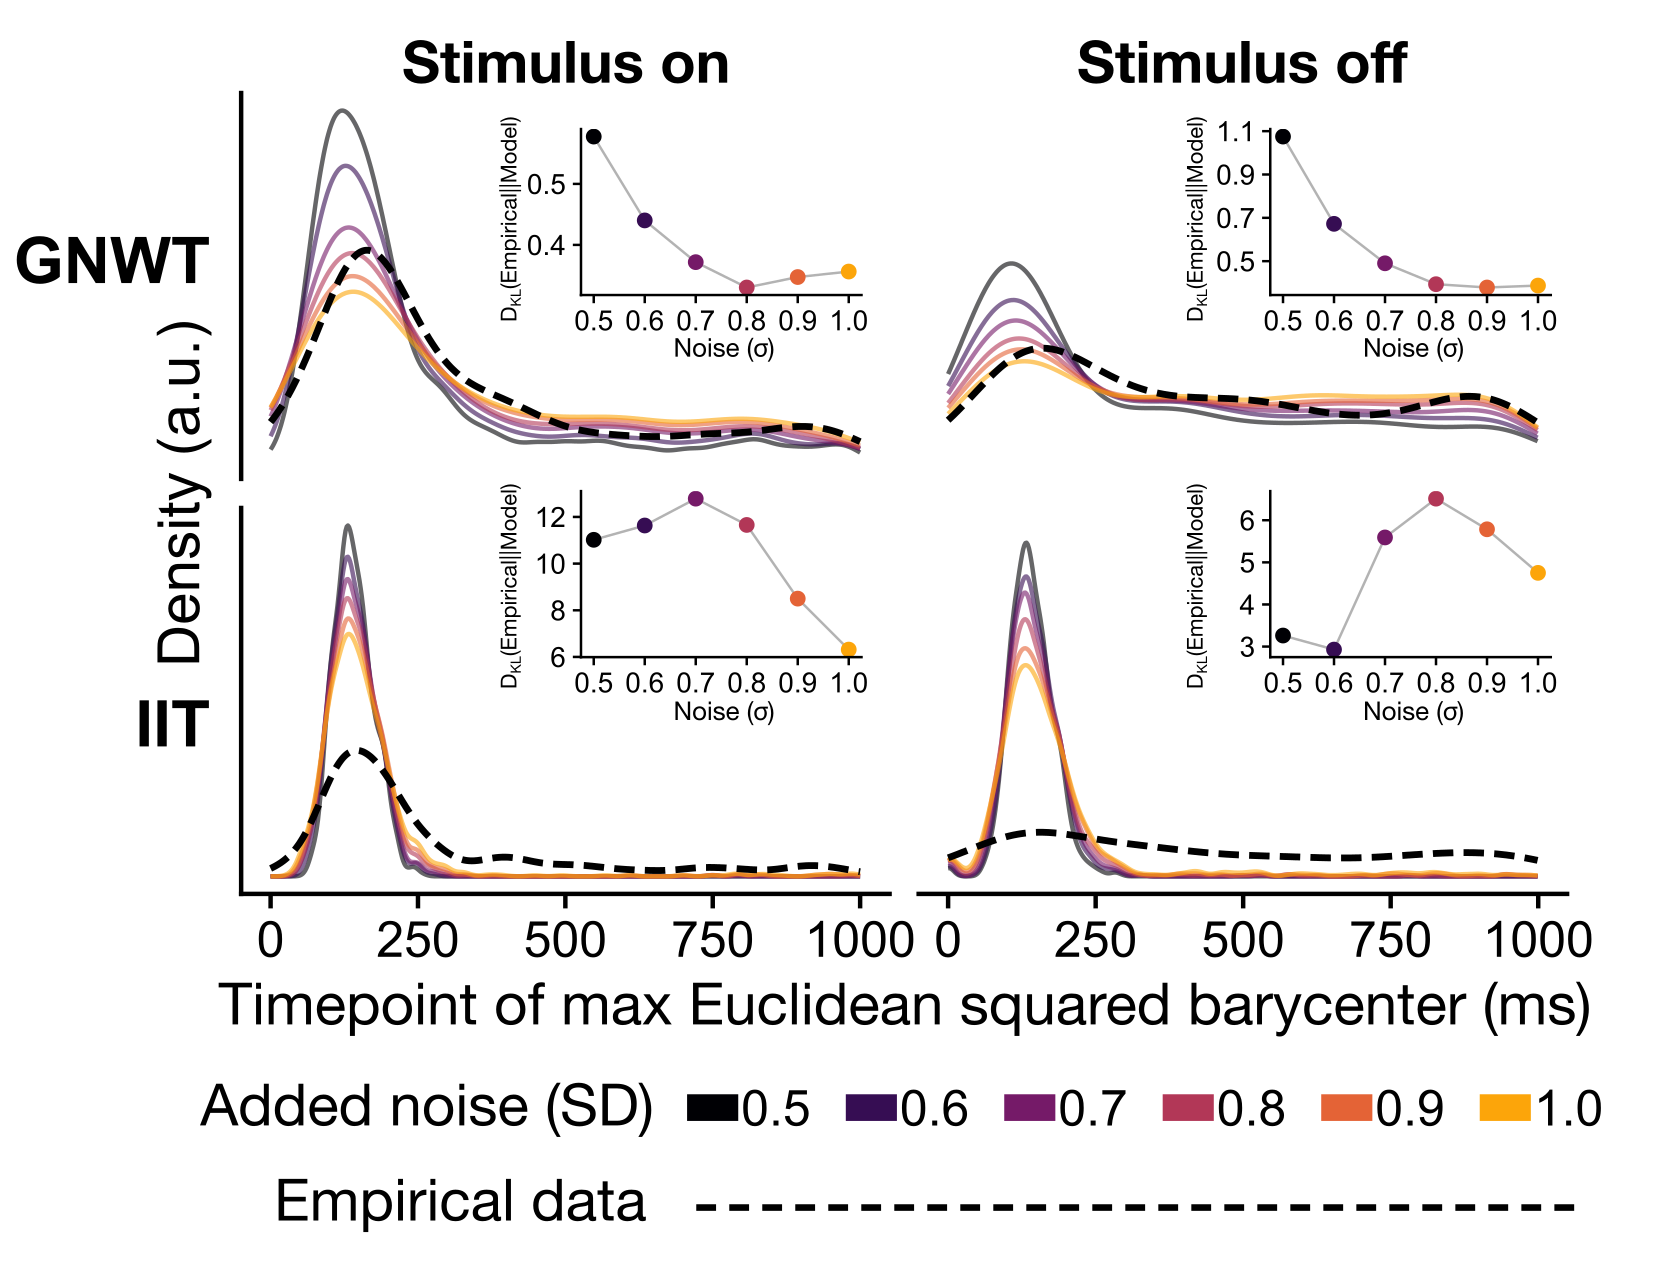 Stimulus on
Stimulus off
GNWT
IIT
Density (a.u.)
D_KL(Empirical||Model)
0.5
0.4
0.5 0.6 0.7 0.8 0.9 1.0
Noise (σ)
D_KL(Empirical||Model)
1.1
0.9
0.7
0.5
0.5 0.6 0.7 0.8 0.9 1.0
Noise (σ)
D_KL(Empirical||Model)
12
10
8
6
0.5 0.6 0.7 0.8 0.9 1.0
Noise (σ)
D_KL(Empirical||Model)
6
5
4
3
0.5 0.6 0.7 0.8 0.9 1.0
Noise (σ)
0 250 500 750 1000
0 250 500 750 1000
Timepoint of max Euclidean squared barycenter (ms)
Added noise (SD) 0.5 0.6 0.7 0.8 0.9 1.0
Empirical data